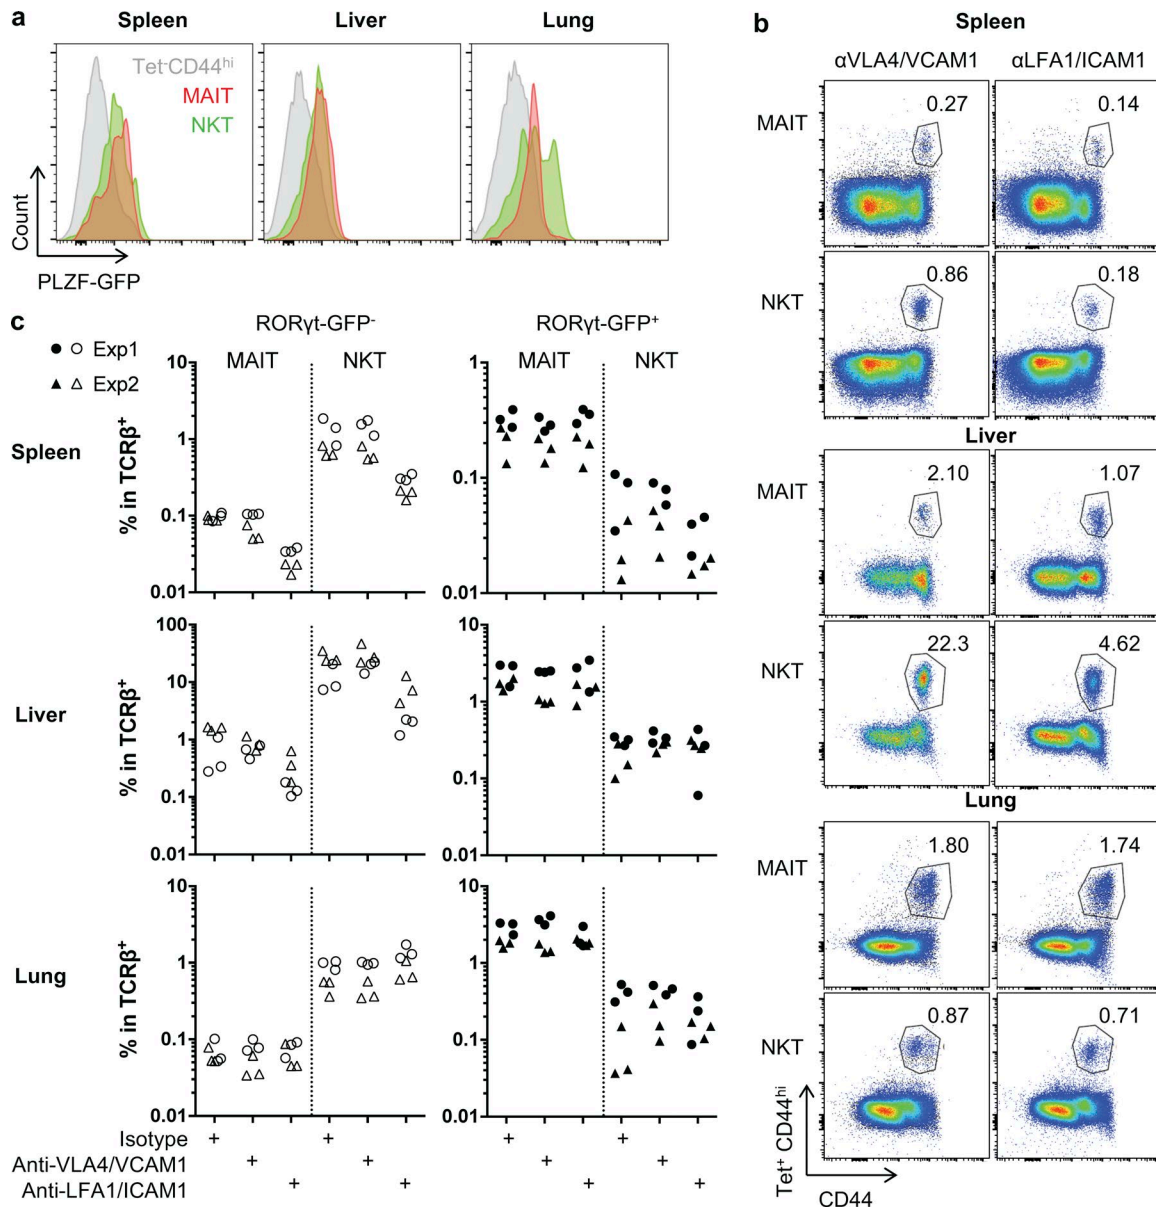 a
Spleen
Liver
Lung
Tet-CD44hi
MAIT
NKT
Count
PLZF-GFP
b
Spleen
αVLA4/VCAM1
αLFA1/ICAM1
MAIT
0.27
0.14
NKT
0.86
0.18
Liver
MAIT
2.10
1.07
NKT
22.3
4.62
Lung
MAIT
1.80
1.74
NKT
0.87
0.71
Tet+ CD44hi
CD44
c
RORγt-GFP-
RORγt-GFP+
Exp1
Exp2
MAIT
NKT
MAIT
NKT
Spleen
% in TCRβ+
10
1
0.1
0.01
1
0.1
0.01
Liver
% in TCRβ+
100
10
1
0.1
0.01
10
1
0.1
0.01
Lung
% in TCRβ+
10
1
0.1
0.01
10
1
0.1
0.01
Isotype + + + +
Anti-VLA4/VCAM1 + + + +
Anti-LFA1/ICAM1 + + + +